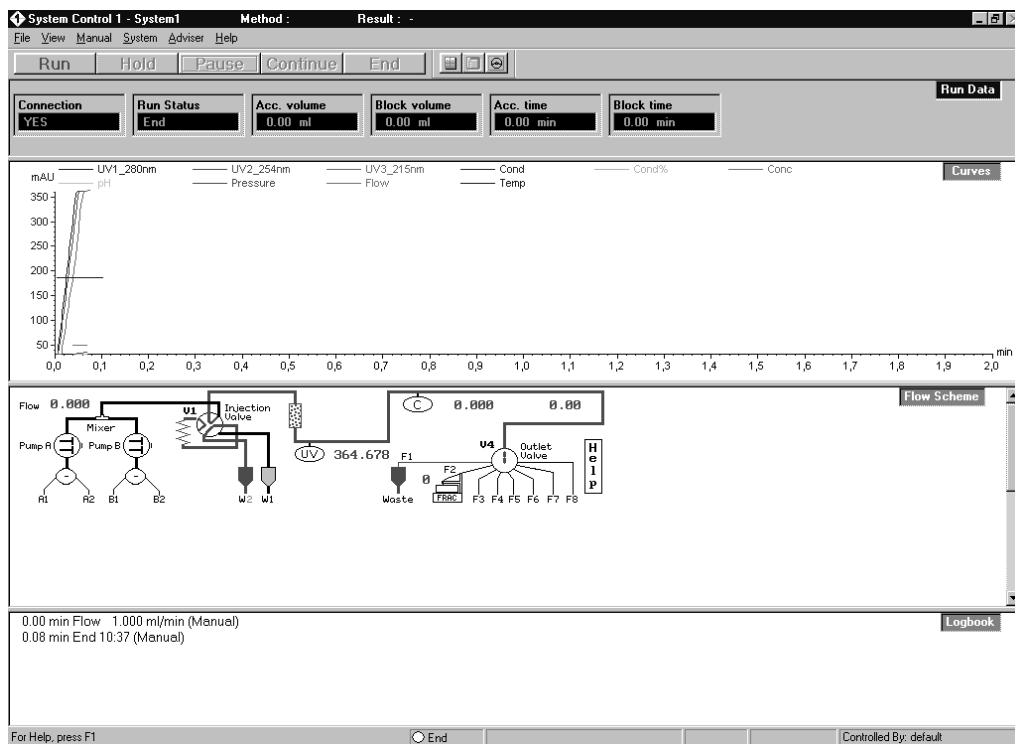 System Control 1 - System1 Method : Result : -
File View Manual System Adviser Help
Run Hold Pause Continue End
Run Data
Connection Run Status Acc. volume Block volume Acc. time Block time
YES End 0.00 ml 0.00 ml 0.00 min 0.00 min
Curves
mAU UV1_280nm UV2_254nm UV3_215nm Cond Cond% Conc
pH Pressure Flow Temp
350
300
250
200
150
100
50
min
0,0 0,1 0,2 0,3 0,4 0,5 0,6 0,7 0,8 0,9 1,0 1,1 1,2 1,3 1,4 1,5 1,6 1,7 1,8 1,9 2,0
Flow Scheme
Flow 0.000 V1 Injection Valve C 0.000 0.00
Mixer
Pump A Pump B UV 364.678 F1 V4 Outlet Valve Help
F2
0
A1 A2 B1 B2 W2 W1 Waste FRAC F3 F4 F5 F6 F7 F8
Logbook
0.00 min Flow 1.000 ml/min (Manual)
0.08 min End 10:37 (Manual)
For Help, press F1 End Controlled By: default